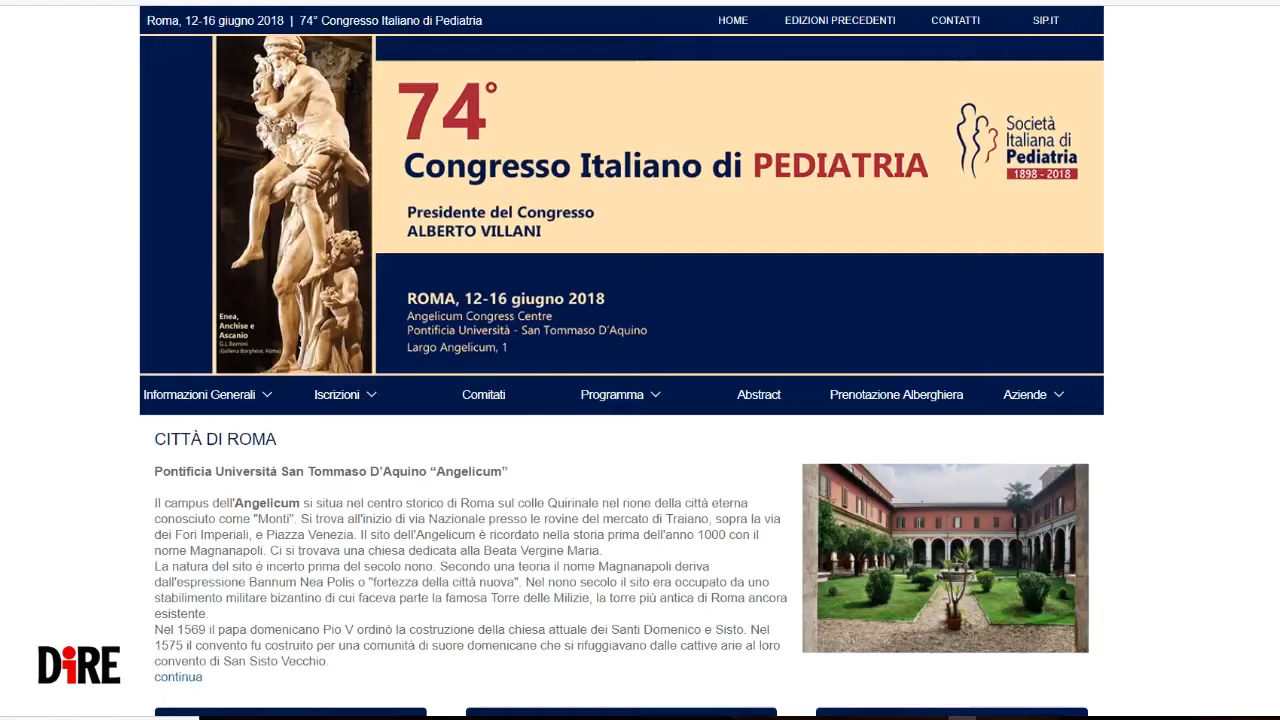 Roma, 12-16 giugno 2018 | 74° Congresso Italiano di Pediatria
HOME EDIZIONI PRECEDENTI CONTATTI SIP.IT
74°
Congresso Italiano di PEDIATRIA
Presidente del Congresso
ALBERTO VILLANI
Società
Italiana di
Pediatria
1898 - 2018
ROMA, 12-16 giugno 2018
Angelicum Congress Centre
Pontificia Università - San Tommaso D'Aquino
Largo Angelicum, 1
Enea,
Anchise e
Ascanio
G.L.Bernini
(Galleria Borghese, Roma)
Informazioni Generali Iscrizioni Comitati Programma Abstract Prenotazione Alberghiera Aziende
CITTÀ DI ROMA
Pontificia Università San Tommaso D'Aquino “Angelicum”
Il campus dell'Angelicum si situa nel centro storico di Roma sul colle Quirinale nel rione della città eterna
conosciuto come "Monti". Si trova all'inizio di via Nazionale presso le rovine del mercato di Traiano, sopra la via
dei Fori Imperiali, e Piazza Venezia. Il sito dell'Angelicum è ricordato nella storia prima dell'anno 1000 con il
nome Magnanapoli. Ci si trovava una chiesa dedicata alla Beata Vergine Maria.
La natura del sito è incerto prima del secolo nono. Secondo una teoria il nome Magnanapoli deriva
dall'espressione Bannum Nea Polis o "fortezza della città nuova". Nel nono secolo il sito era occupato da uno
stabilimento militare bizantino di cui faceva parte la famosa Torre delle Milizie, la torre più antica di Roma ancora
esistente.
Nel 1569 il papa domenicano Pio V ordinò la costruzione della chiesa attuale dei Santi Domenico e Sisto. Nel
1575 il convento fu costruito per una comunità di suore domenicane che si rifuggiavano dalle cattive arie al loro
convento di San Sisto Vecchio.
continua
DiRE